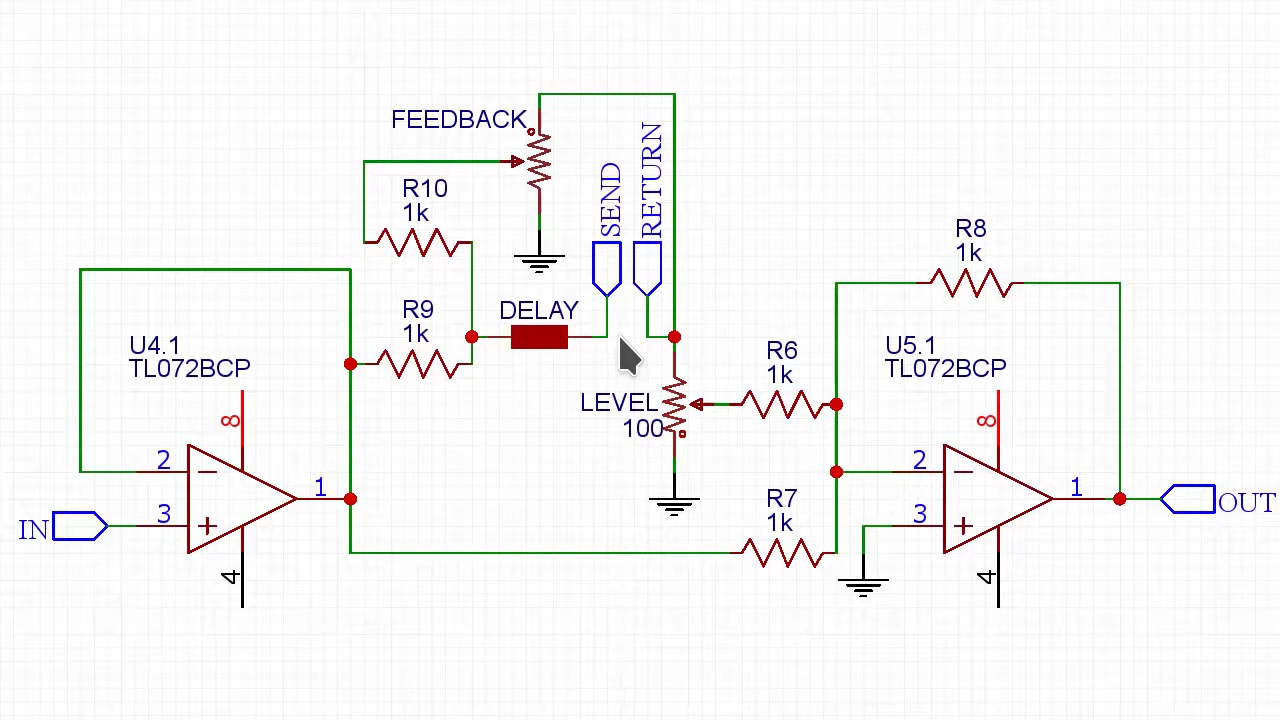 FEEDBACK
SEND
RETURN
R10
1k
R8
1k
R9
1k
DELAY
U4.1
TL072BCP
R6
1k
U5.1
TL072BCP
LEVEL
100
8
8
2
1
2
1
3
3
IN
OUT
R7
1k
4
4